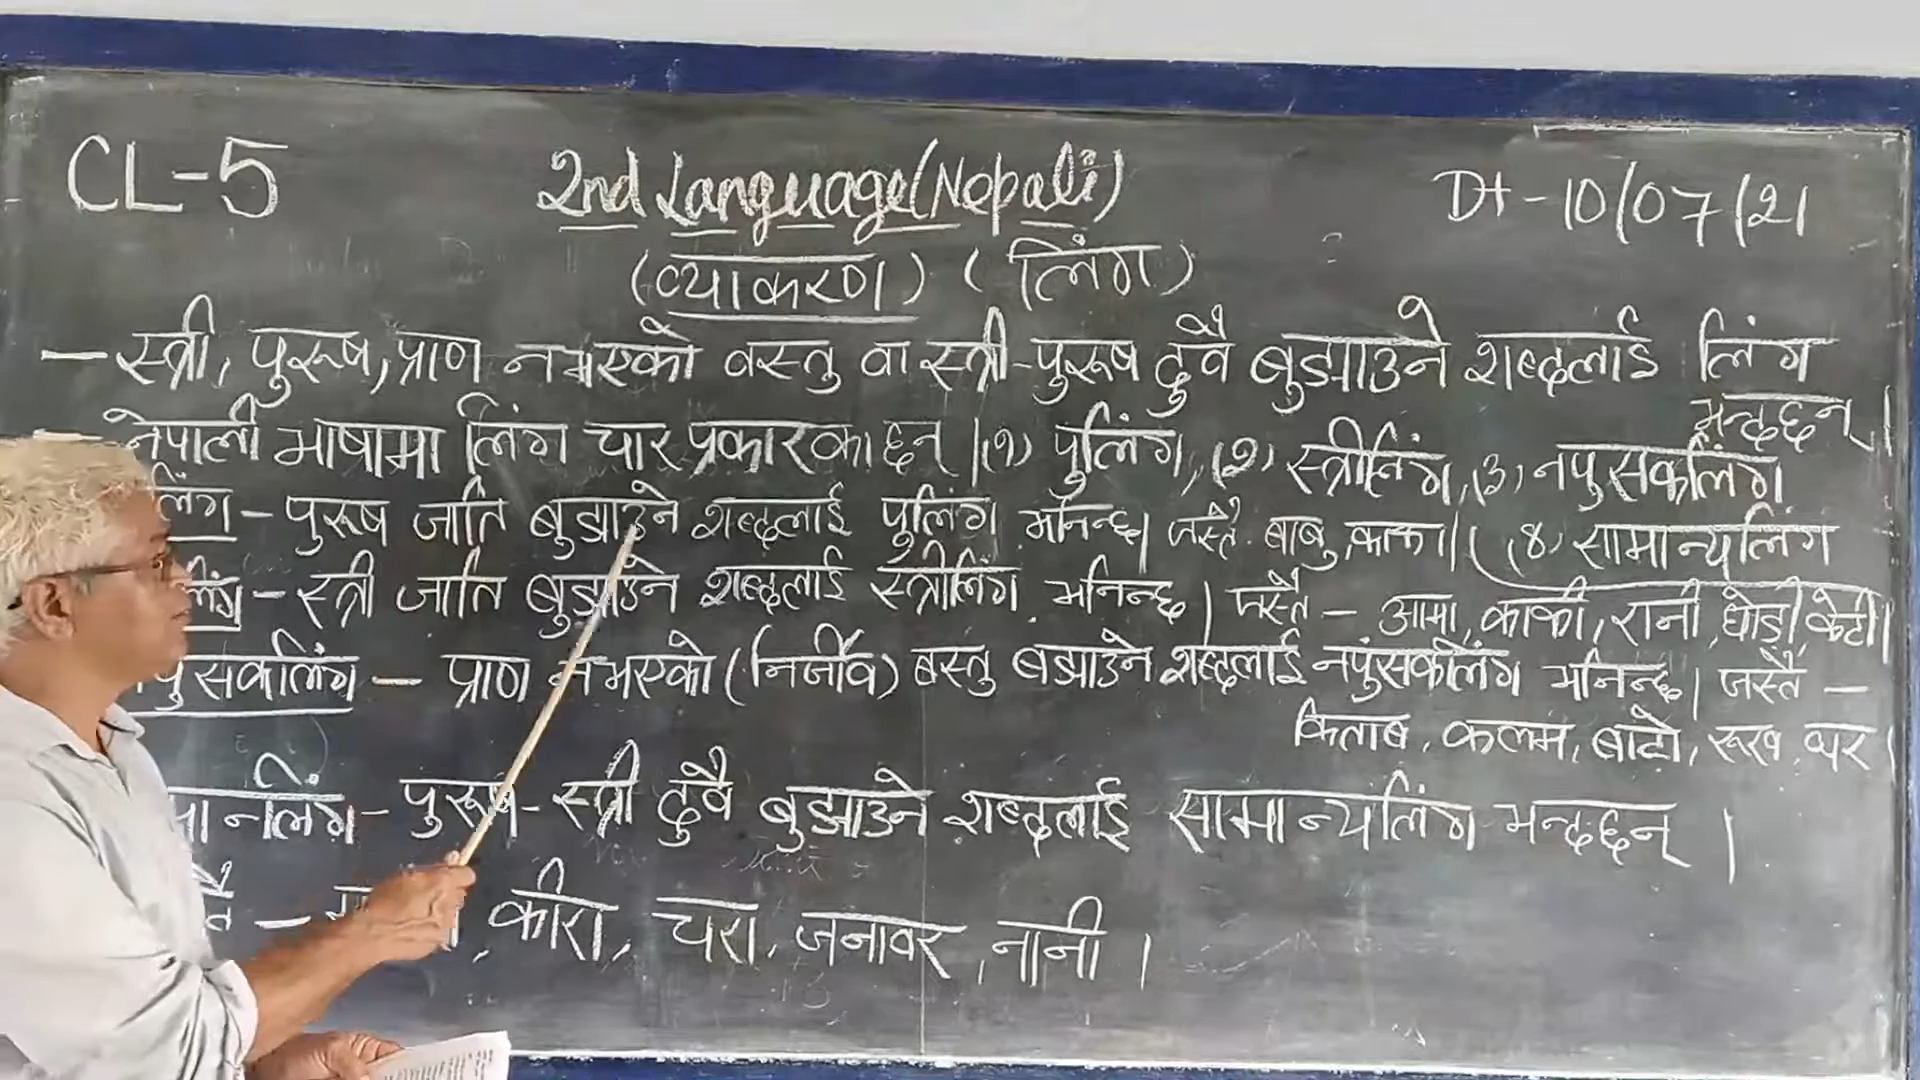 CL-5 2nd Language(Nepali) Dt-10/07/21
(व्याकरण) (लिंग)
— स्त्री, पुरूष, प्राण नभएको वस्तु वा स्त्री-पुरूष दुवै बुझाउने शब्दलाई लिंग
भन्दछन् ।
— नेपाली भाषामा लिंग चार प्रकारका छन् । (१) पुलिंग, (२) स्त्रीलिंग, (३) नपुसकलिंग
लिंग - पुरूष जाति बुझाउने शब्दलाई पुलिंग भनिन्छ। जस्तै. बाबु, काका। (४) सामान्यलिंग
लिंग - स्त्री जाति बुझाउने शब्दलाई स्त्रीलिंग भनिन्छ । जस्तै – आमा, काकी, रानी, घोडी, केटी।
पुसकलिंग — प्राण नभएको (निर्जीव) बस्तु बझाउने शब्दलाई नपुंसकलिंग भनिन्छ। जस्तै –
किताब, कलम, बाटो, रूख, घर ।
नलिंग - पुरूष - स्त्री दुवै बुझाउने शब्दलाई सामान्यलिंग भन्दछन् ।
तै — , कीरा, चरा, जनावर, नानी ।